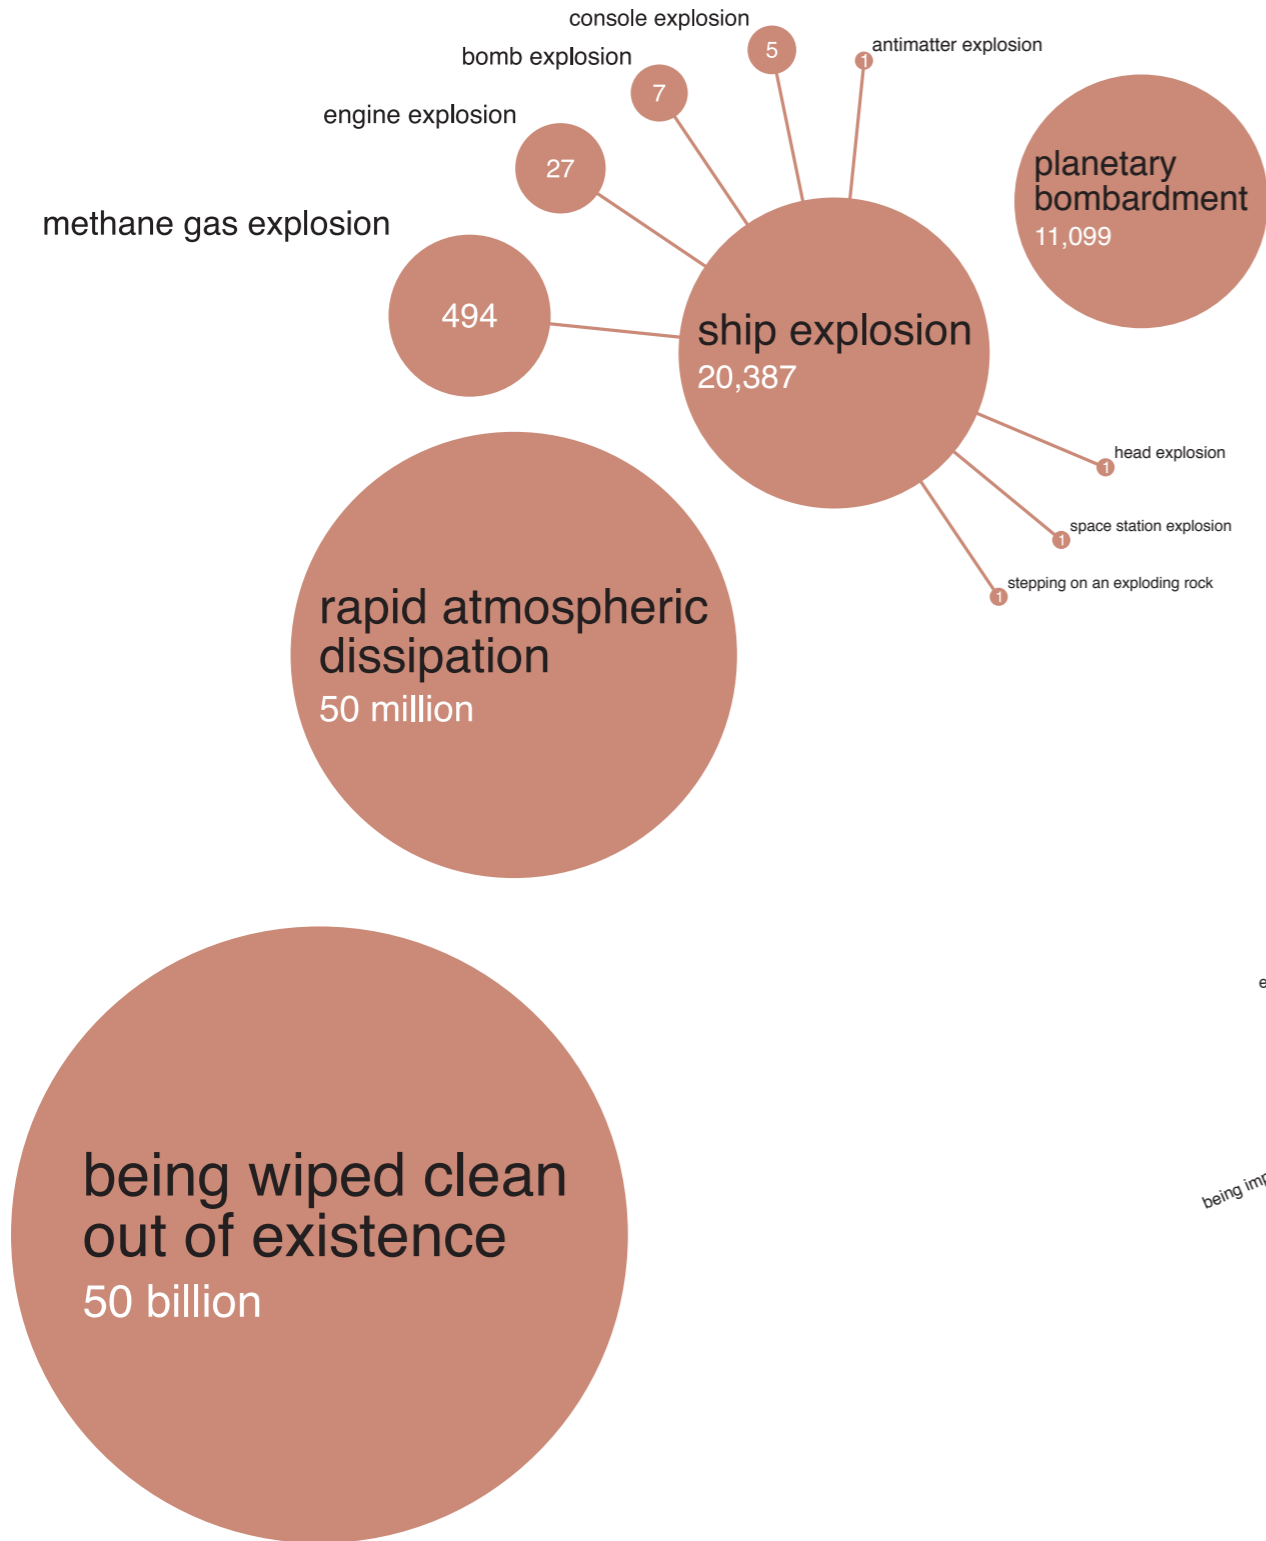 console explosion
5
antimatter explosion
1
bomb explosion
7
engine explosion
27
planetary
bombardment
11,099
methane gas explosion
494
ship explosion
20,387
head explosion
1
space station explosion
1
stepping on an exploding rock
1
rapid atmospheric
dissipation
50 million
e
being imp
being wiped clean
out of existence
50 billion